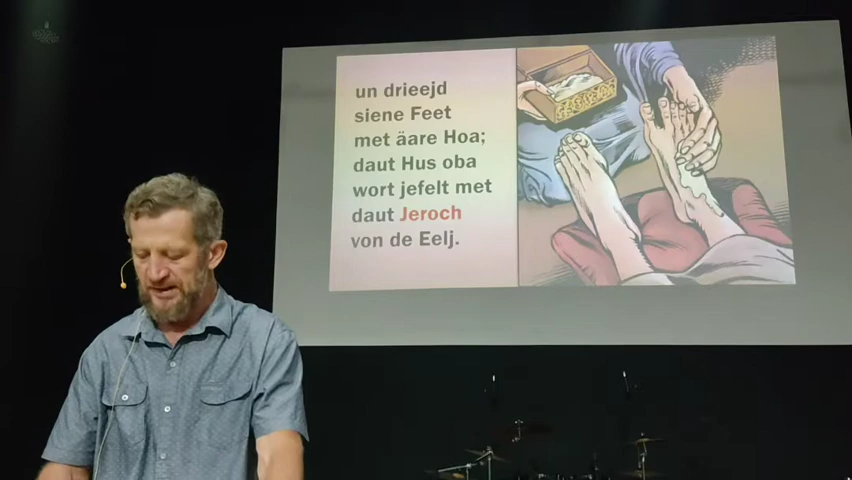 un drieejd
siene Feet
met äare Hoa;
daut Hus oba
wort jefelt met
daut Jeroch
von de Eelj.